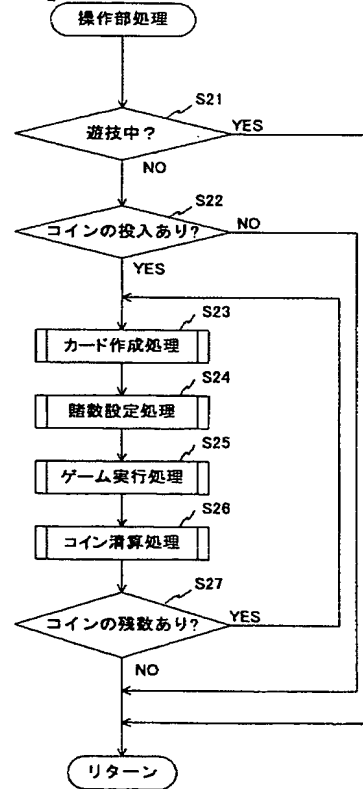 操作部処理
S21
遊技中？
YES
NO
S22
コインの投入あり？
NO
YES
S23
カード作成処理
S24
賭数設定処理
S25
ゲーム実行処理
S26
コイン清算処理
S27
コインの残数あり？
YES
NO
リターン